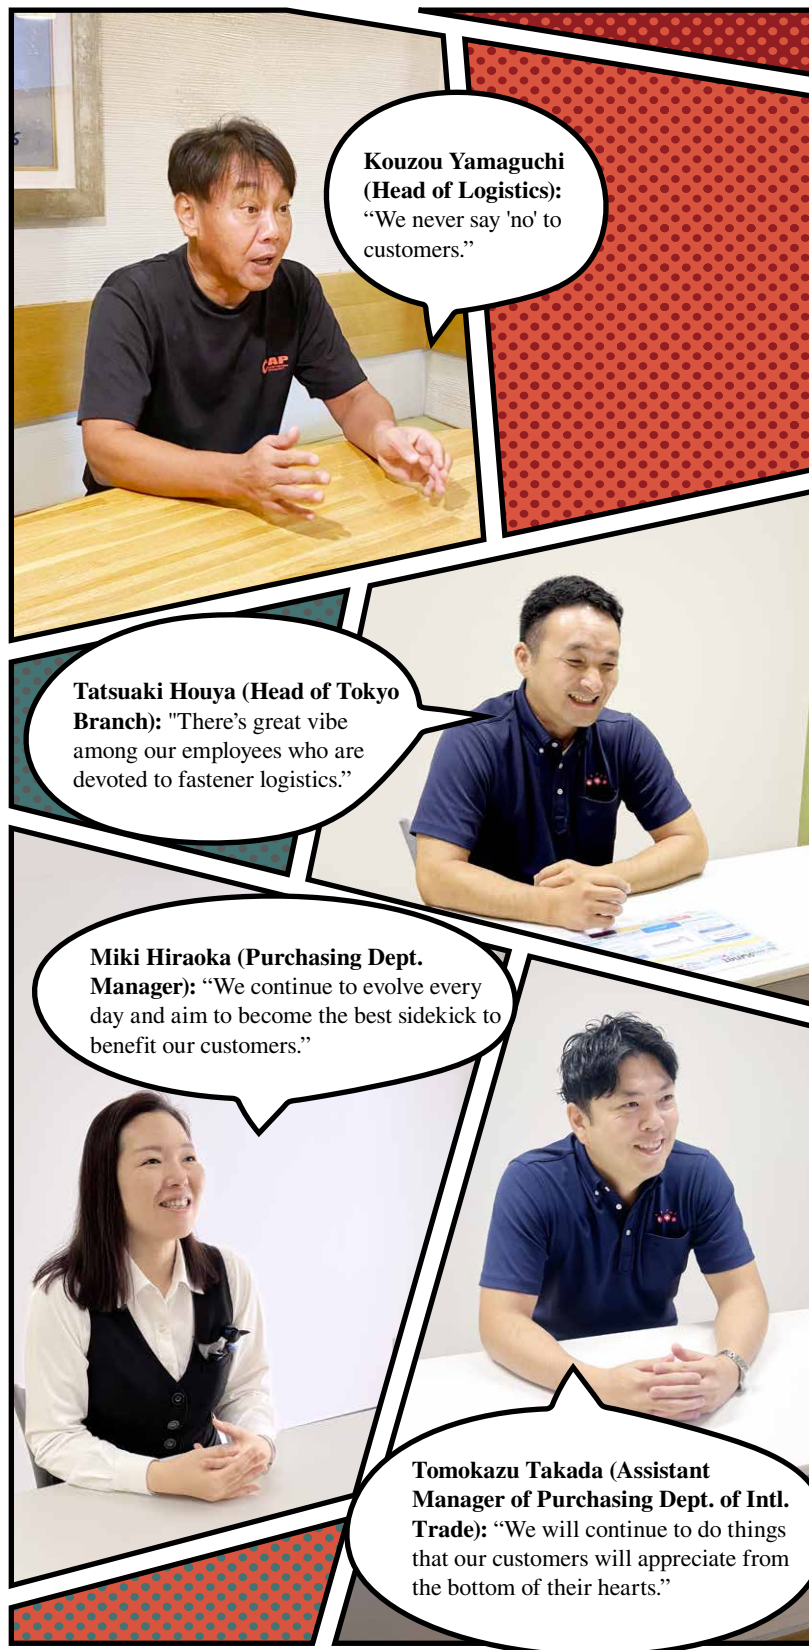 Kouzou Yamaguchi
(Head of Logistics):
“We never say 'no' to
customers.”
AP
Tatsuaki Houya (Head of Tokyo
Branch): "There’s great vibe
among our employees who are
devoted to fastener logistics.”
Miki Hiraoka (Purchasing Dept.
Manager): “We continue to evolve every
day and aim to become the best sidekick to
benefit our customers.”
Tomokazu Takada (Assistant
Manager of Purchasing Dept. of Intl.
Trade): “We will continue to do things
that our customers will appreciate from
the bottom of their hearts.”